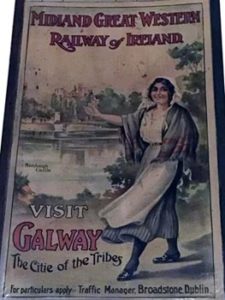 MIDLAND GREAT WESTERN
RAILWAY of IRELAND
VISIT
GALWAY
The Citie of the Tribes
For particulars apply - Traffic Manager, Broadstone, Dublin